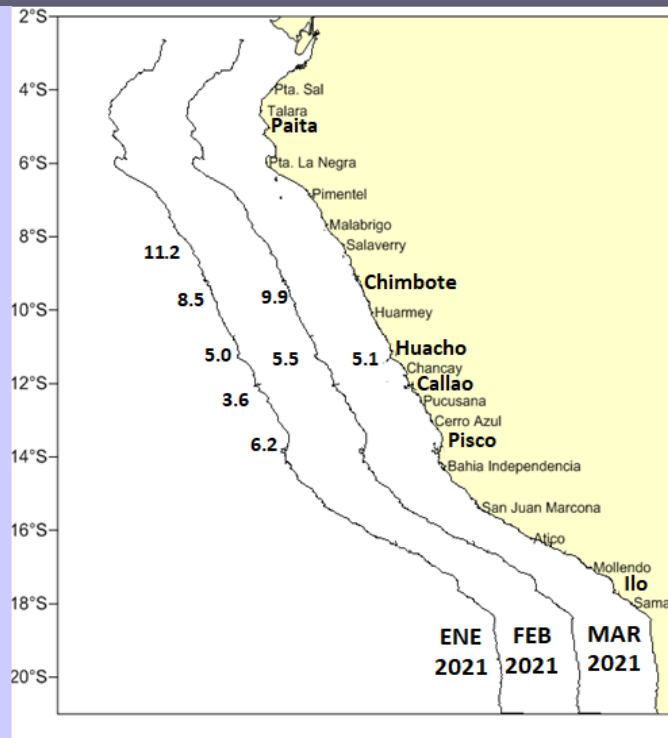 2°S
4°S
Pta. Sal
Talara
Paita
6°S
Pta. La Negra
Pimentel
Malabrigo
8°S
Salaverry
11.2
Chimbote
8.5
9.9
10°S
Huarmey
Huacho
5.0
5.5
5.1
Chancay
12°S
Callao
3.6
Pucusana
Cerro Azul
Pisco
6.2
14°S
Bahia Independencia
San Juan Marcona
16°S
Atico
Mollendo
Ilo
18°S
Sama
ENE FEB MAR
2021 2021 2021
20°S